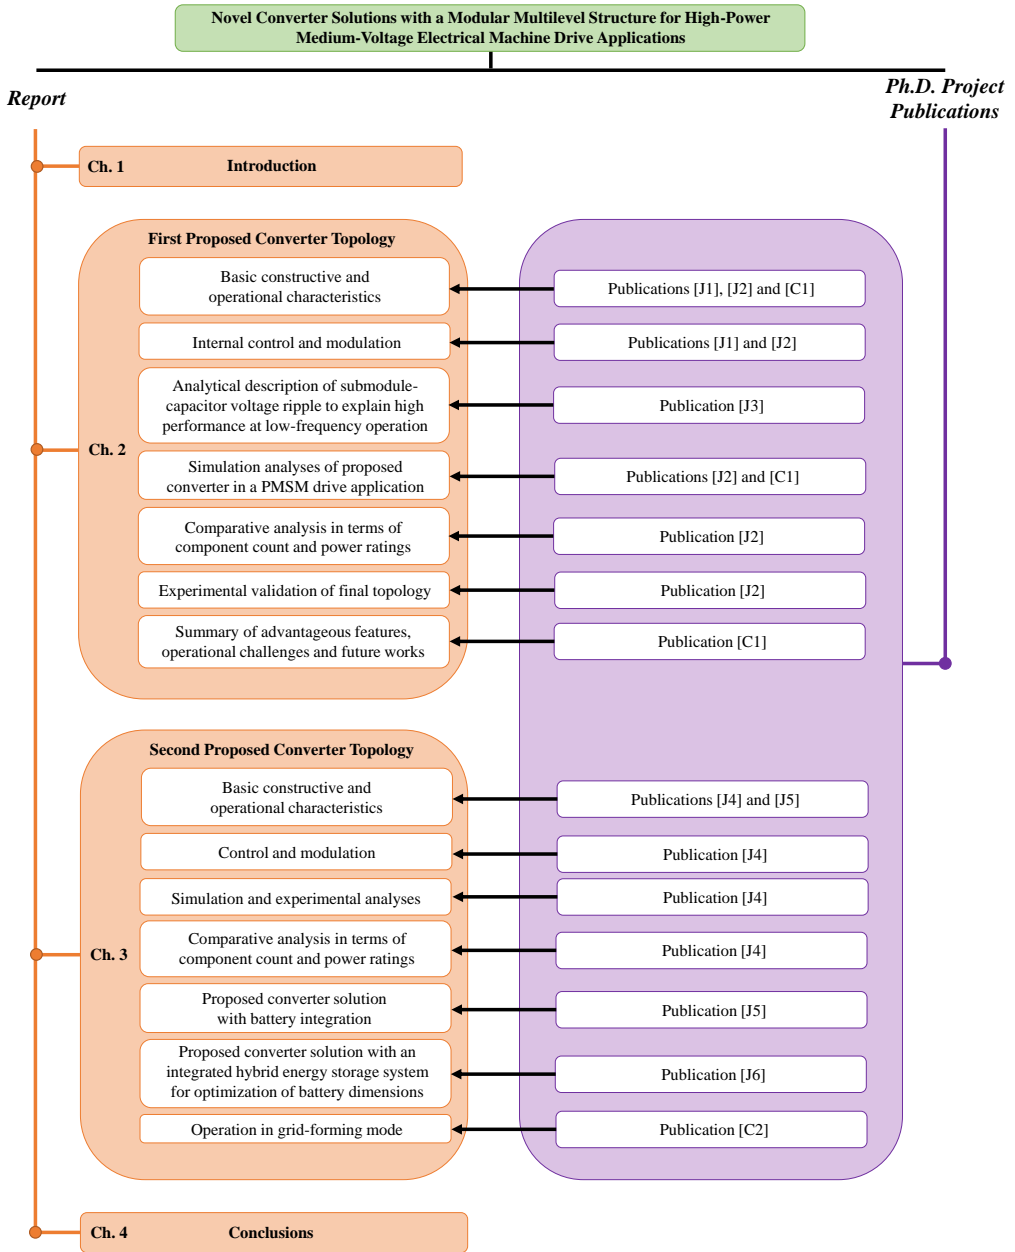 Novel Converter Solutions with a Modular Multilevel Structure for High-Power
Medium-Voltage Electrical Machine Drive Applications
Report
Ph.D. Project
Publications
Ch. 1 Introduction
First Proposed Converter Topology
Basic constructive and
operational characteristics
Publications [J1], [J2] and [C1]
Internal control and modulation
Publications [J1] and [J2]
Analytical description of submodule-
capacitor voltage ripple to explain high
performance at low-frequency operation
Publication [J3]
Ch. 2
Simulation analyses of proposed
converter in a PMSM drive application
Publications [J2] and [C1]
Comparative analysis in terms of
component count and power ratings
Publication [J2]
Experimental validation of final topology
Publication [J2]
Summary of advantageous features,
operational challenges and future works
Publication [C1]
Second Proposed Converter Topology
Basic constructive and
operational characteristics
Publications [J4] and [J5]
Control and modulation
Publication [J4]
Simulation and experimental analyses
Publication [J4]
Ch. 3
Comparative analysis in terms of
component count and power ratings
Publication [J4]
Proposed converter solution
with battery integration
Publication [J5]
Proposed converter solution with an
integrated hybrid energy storage system
for optimization of battery dimensions
Publication [J6]
Operation in grid-forming mode
Publication [C2]
Ch. 4 Conclusions